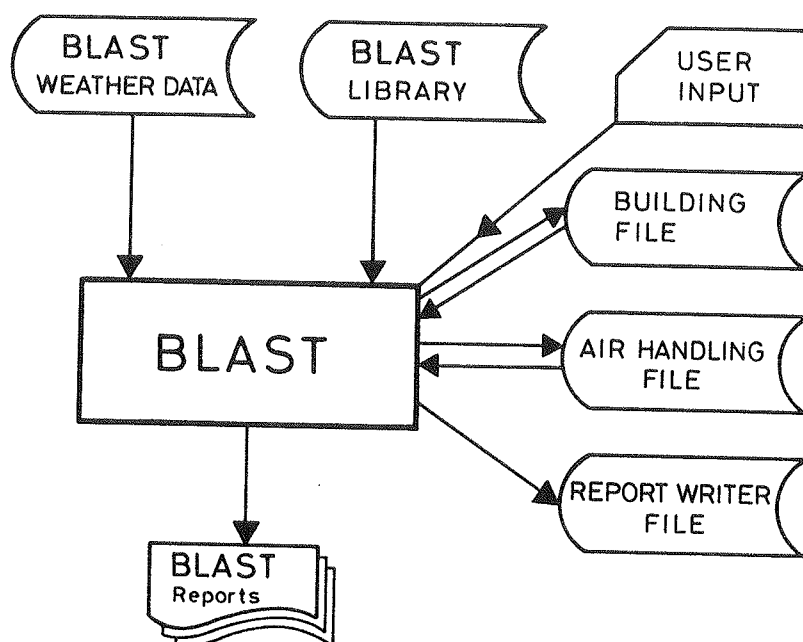 BLAST
WEATHER DATA
BLAST
LIBRARY
USER
INPUT
BUILDING
FILE
BLAST
AIR HANDLING
FILE
REPORT WRITER
FILE
BLAST
Reports